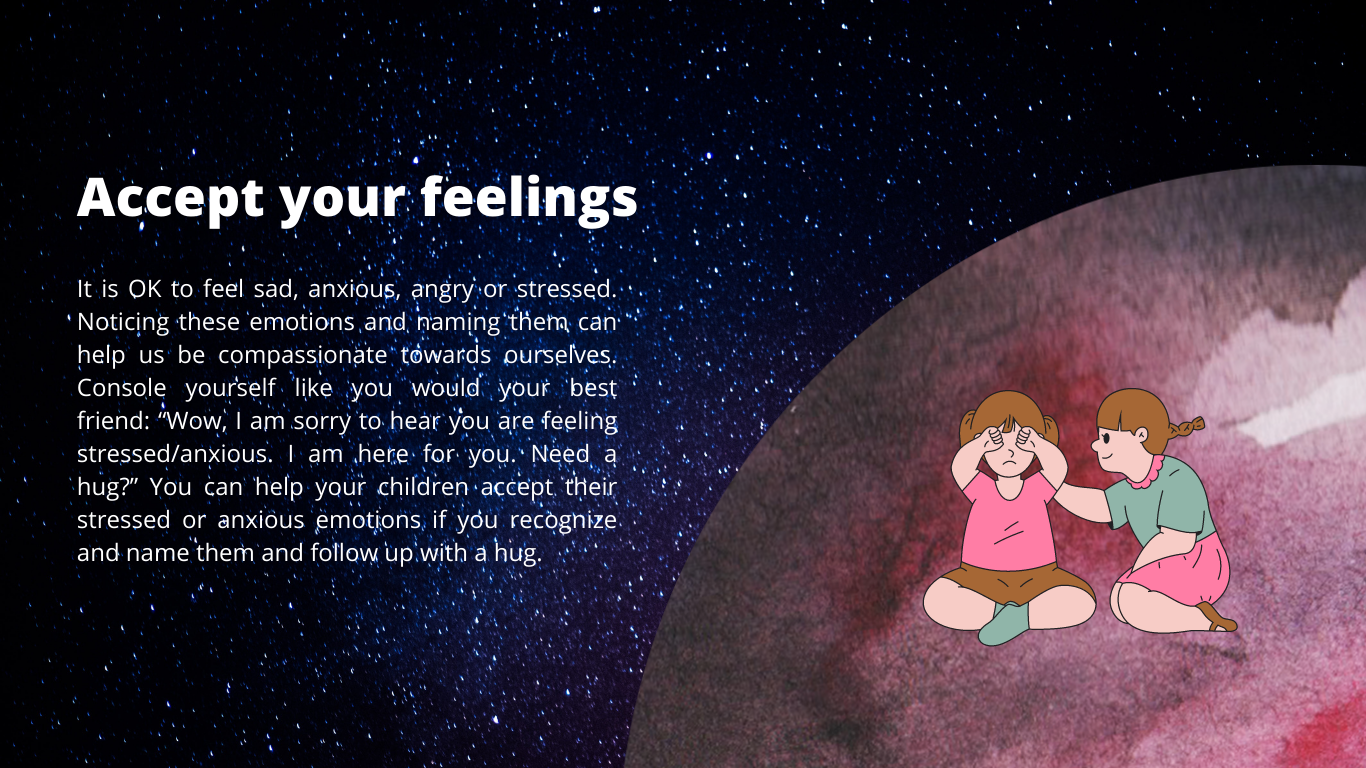 Accept your feelings
It is OK to feel sad, anxious, angry or stressed.
Noticing these emotions and naming them can
help us be compassionate towards ourselves.
Console yourself like you would your best
friend: “Wow, I am sorry to hear you are feeling
stressed/anxious. I am here for you. Need a
hug?” You can help your children accept their
stressed or anxious emotions if you recognize
and name them and follow up with a hug.